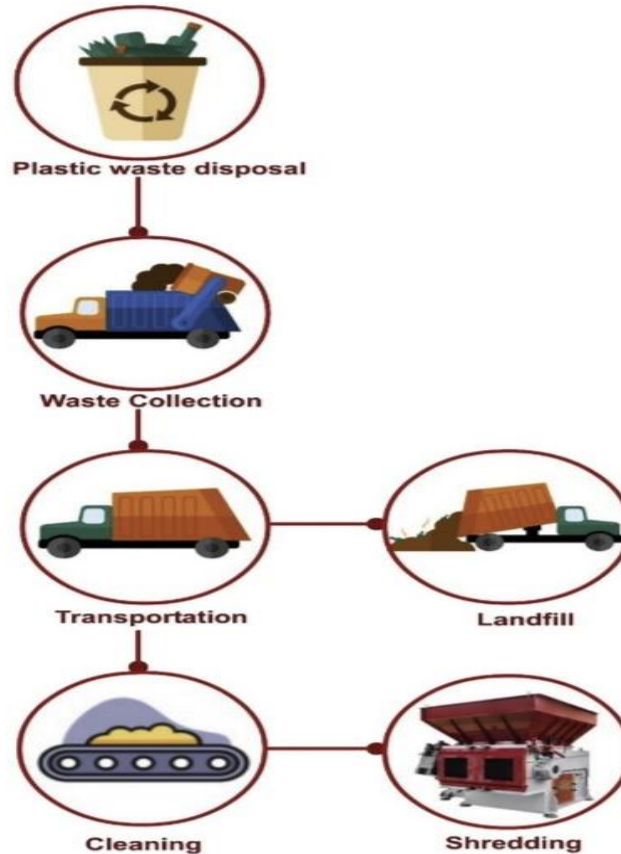 Plastic waste disposal
Waste Collection
Transportation
Landfill
Cleaning
Shredding